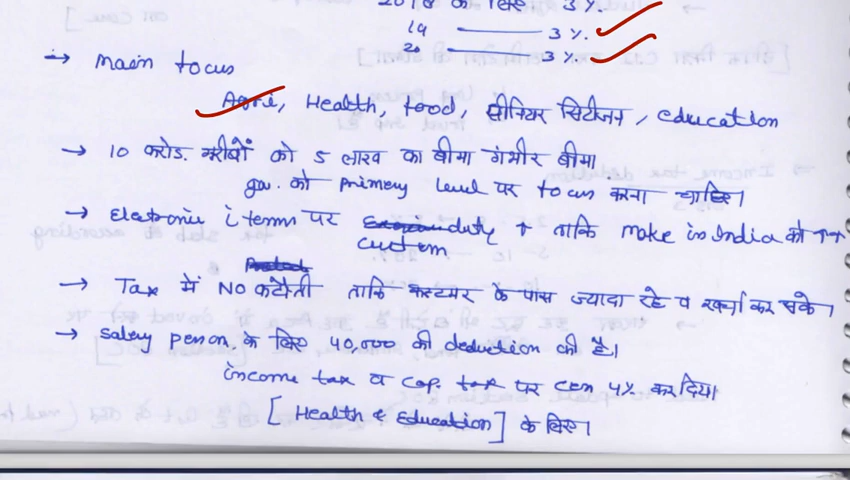 2018 के लिए 3 %.
19 —— 3 %.
20 —— 3 %.
→ main focus
Agri, Health, food, सीनियर सिटीजन, education
→ 10 करोड. गरीबों को 5 लाख का बीमा गंभीर बीमा
gov. को primary level पर focus करना चाहिए।
→ Electronic items पर duty ↑ ताकि make in India को ↑↑
custom
→ Tax में NO कटौती ताकि कस्टमर के पास ज्यादा रहे व खर्चा कर सके।
→ salary person. के लिए 40,000 की deduction की है।
income tax व cap. tax पर cess 4% कर दिया
[Health & Education] के लिए।